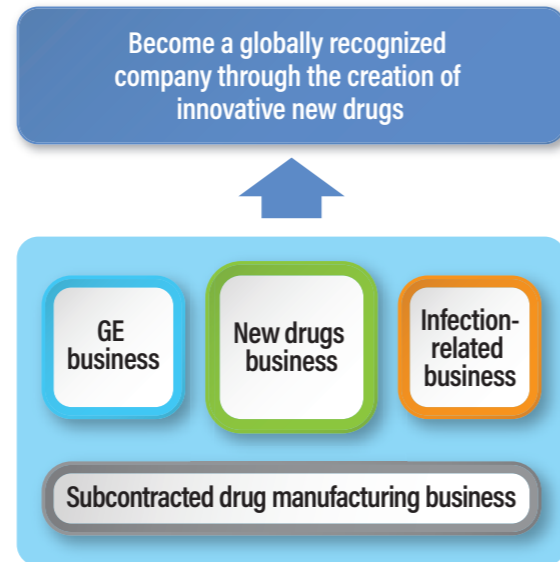 Become a globally recognized
company through the creation of
innovative new drugs
GE
business
New drugs
business
Infection-
related
business
Subcontracted drug manufacturing business